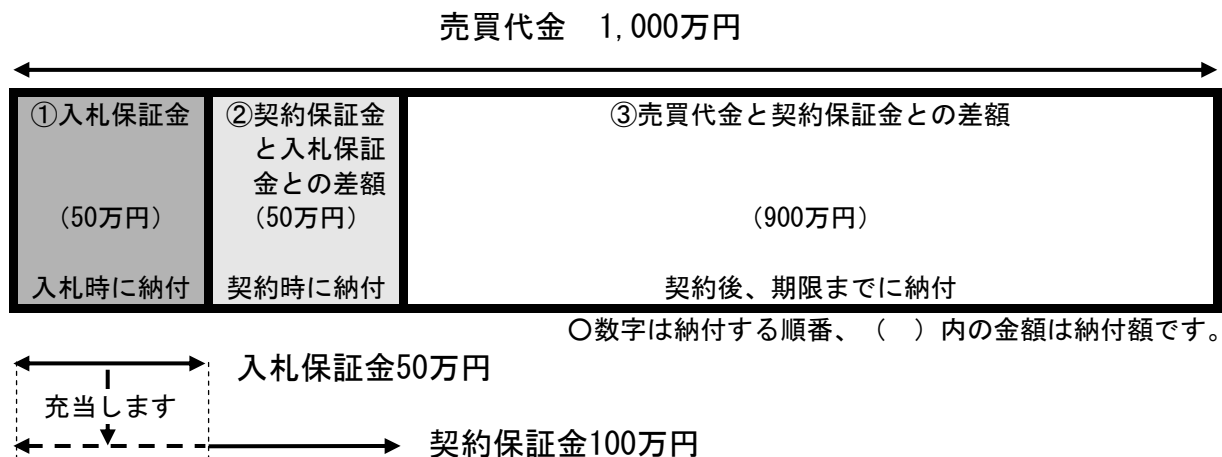 売買代金　1,000万円
①入札保証金
（50万円）
入札時に納付
②契約保証金
と入札保証
金との差額
（50万円）
契約時に納付
③売買代金と契約保証金との差額
（900万円）
契約後、期限までに納付
〇数字は納付する順番、（　）内の金額は納付額です。
入札保証金50万円
充当します
契約保証金100万円